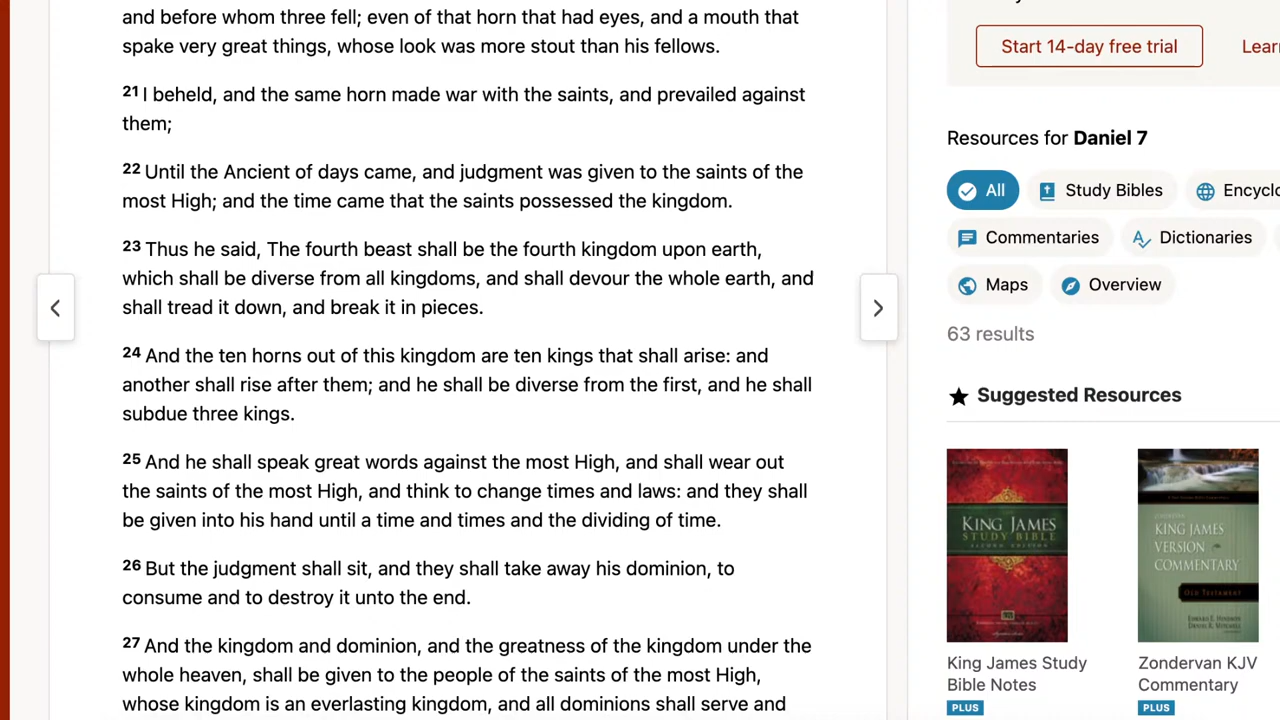 and before whom three fell; even of that horn that had eyes, and a mouth that
spake very great things, whose look was more stout than his fellows.
21 I beheld, and the same horn made war with the saints, and prevailed against
them;
22 Until the Ancient of days came, and judgment was given to the saints of the
most High; and the time came that the saints possessed the kingdom.
23 Thus he said, The fourth beast shall be the fourth kingdom upon earth,
which shall be diverse from all kingdoms, and shall devour the whole earth, and
shall tread it down, and break it in pieces.
24 And the ten horns out of this kingdom are ten kings that shall arise: and
another shall rise after them; and he shall be diverse from the first, and he shall
subdue three kings.
25 And he shall speak great words against the most High, and shall wear out
the saints of the most High, and think to change times and laws: and they shall
be given into his hand until a time and times and the dividing of time.
26 But the judgment shall sit, and they shall take away his dominion, to
consume and to destroy it unto the end.
27 And the kingdom and dominion, and the greatness of the kingdom under the
whole heaven, shall be given to the people of the saints of the most High,
whose kingdom is an everlasting kingdom, and all dominions shall serve and
Start 14-day free trial
Lear
Resources for Daniel 7
All
Study Bibles
Encyclo
Commentaries
Dictionaries
Maps
Overview
63 results
Suggested Resources
KING JAMES
STUDY BIBLE
SECOND EDITION
King James Study
Bible Notes
PLUS
ZONDERVAN
KING JAMES
VERSION
COMMENTARY
OLD TESTAMENT
Zondervan KJV
Commentary
PLUS